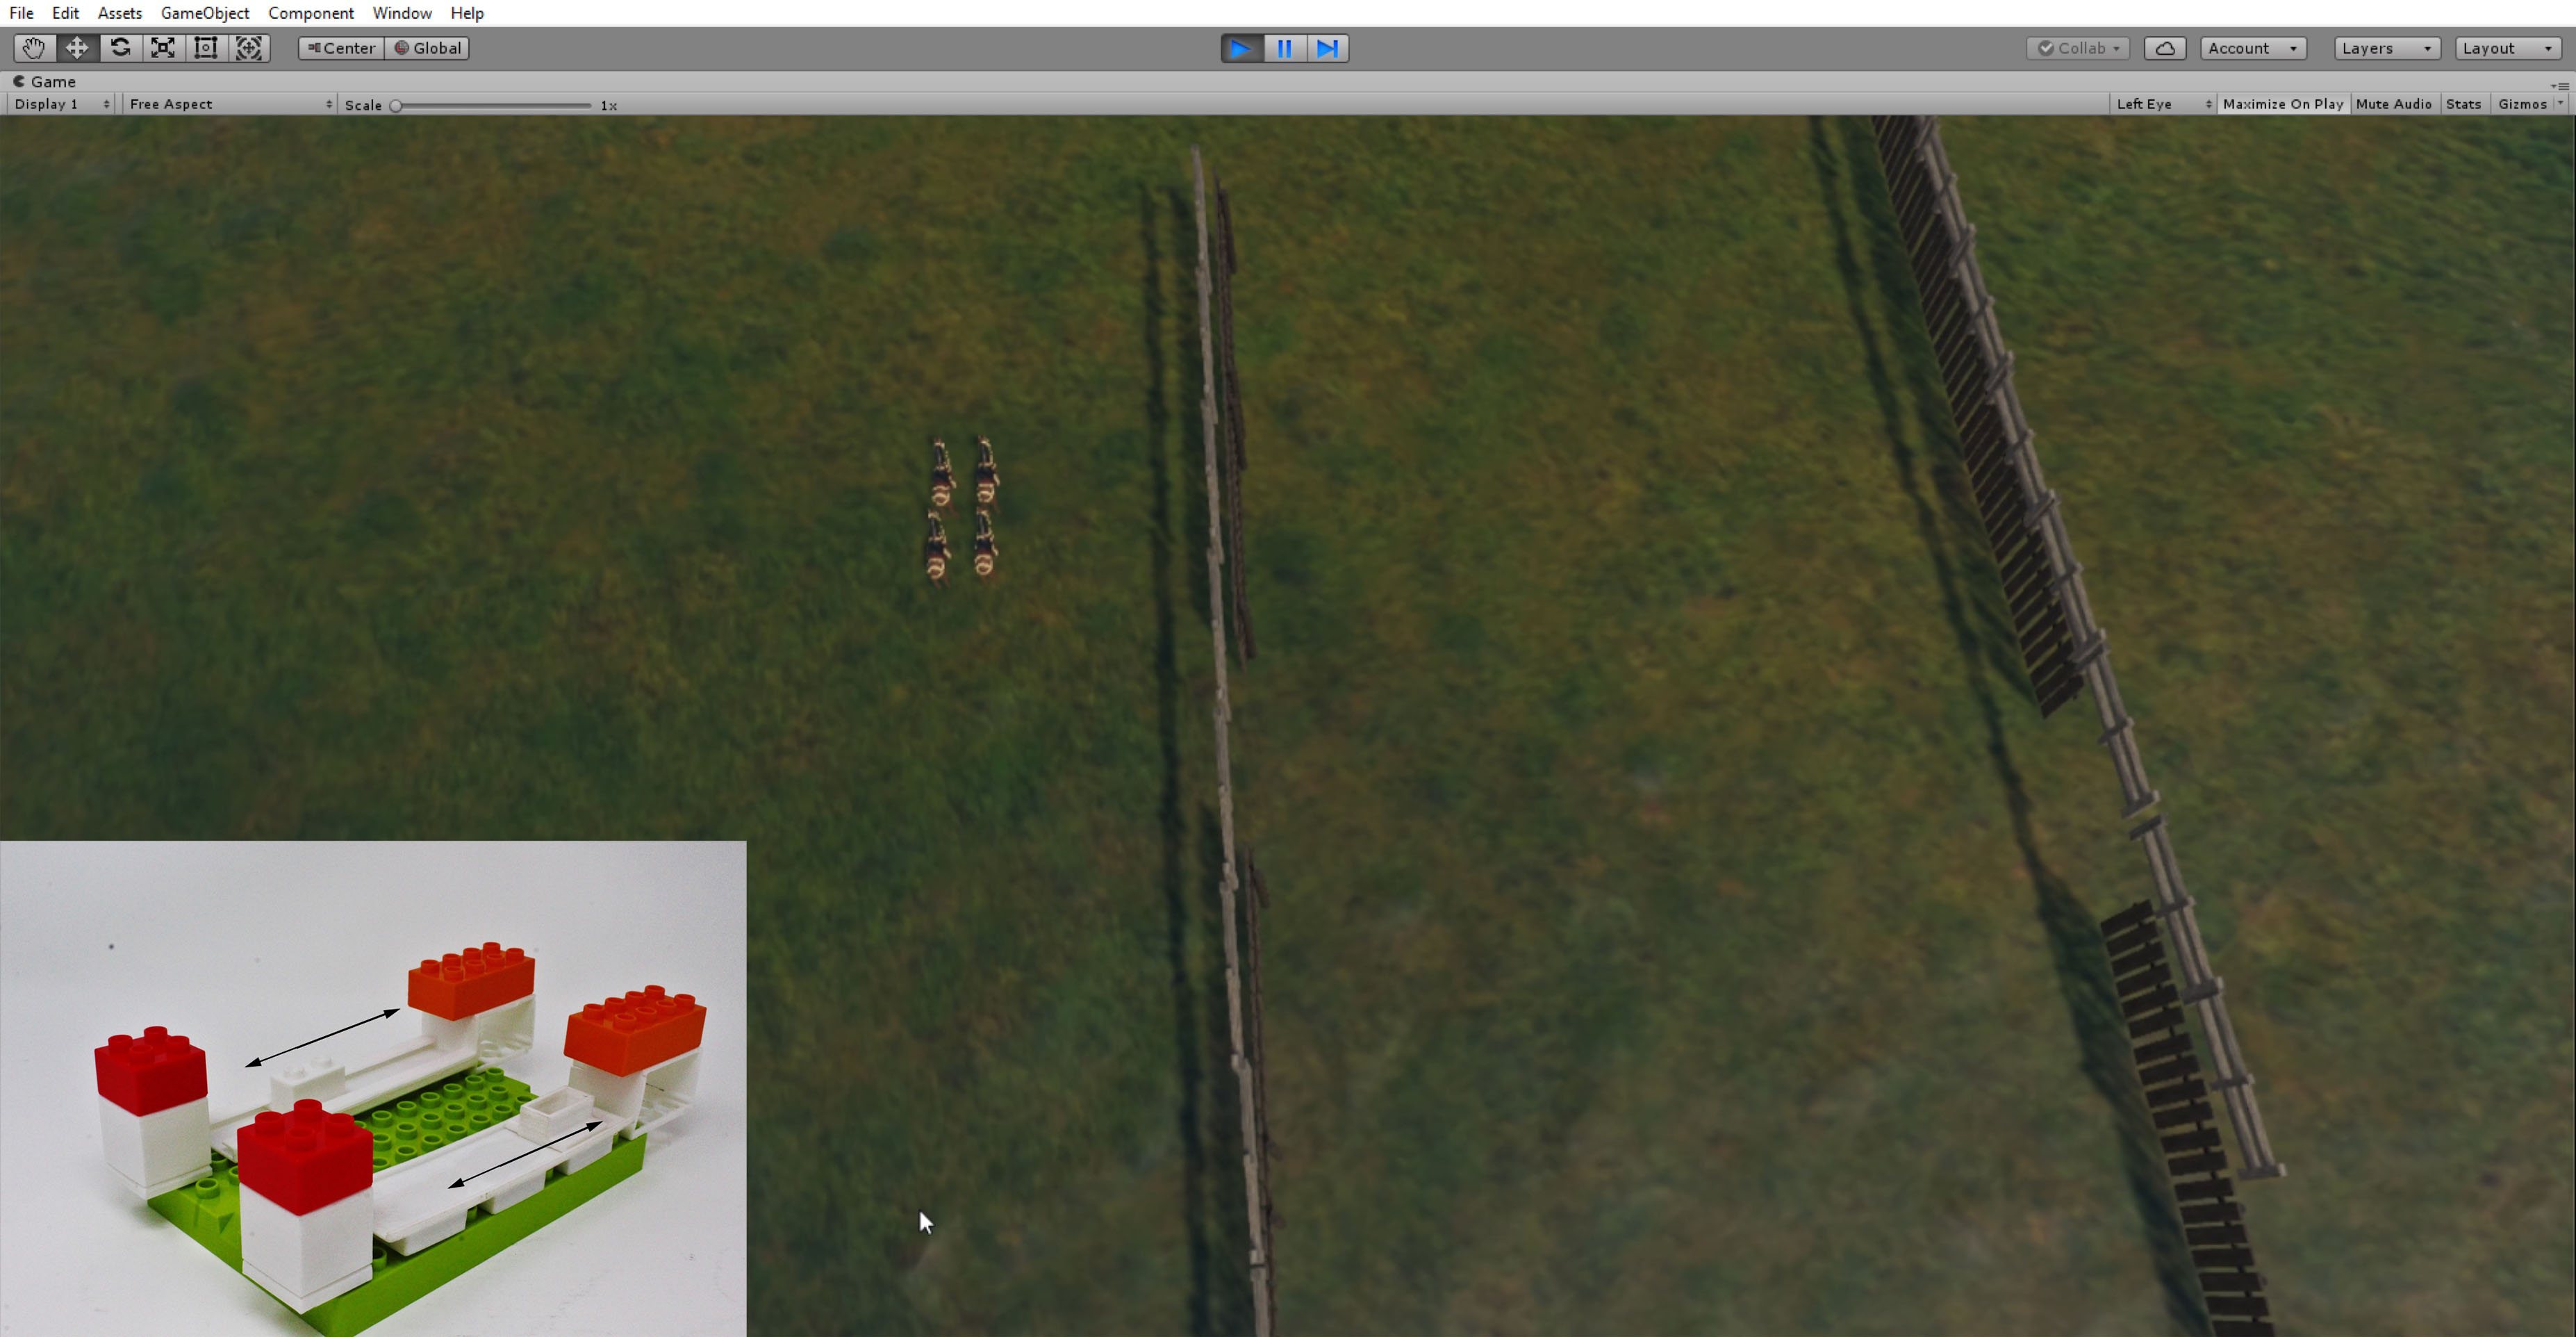 File Edit Assets GameObject Component Window Help
Center Global Collab Account Layers Layout
Game
Display 1 Free Aspect Scale 1x Left Eye Maximize On Play Mute Audio Stats Gizmos